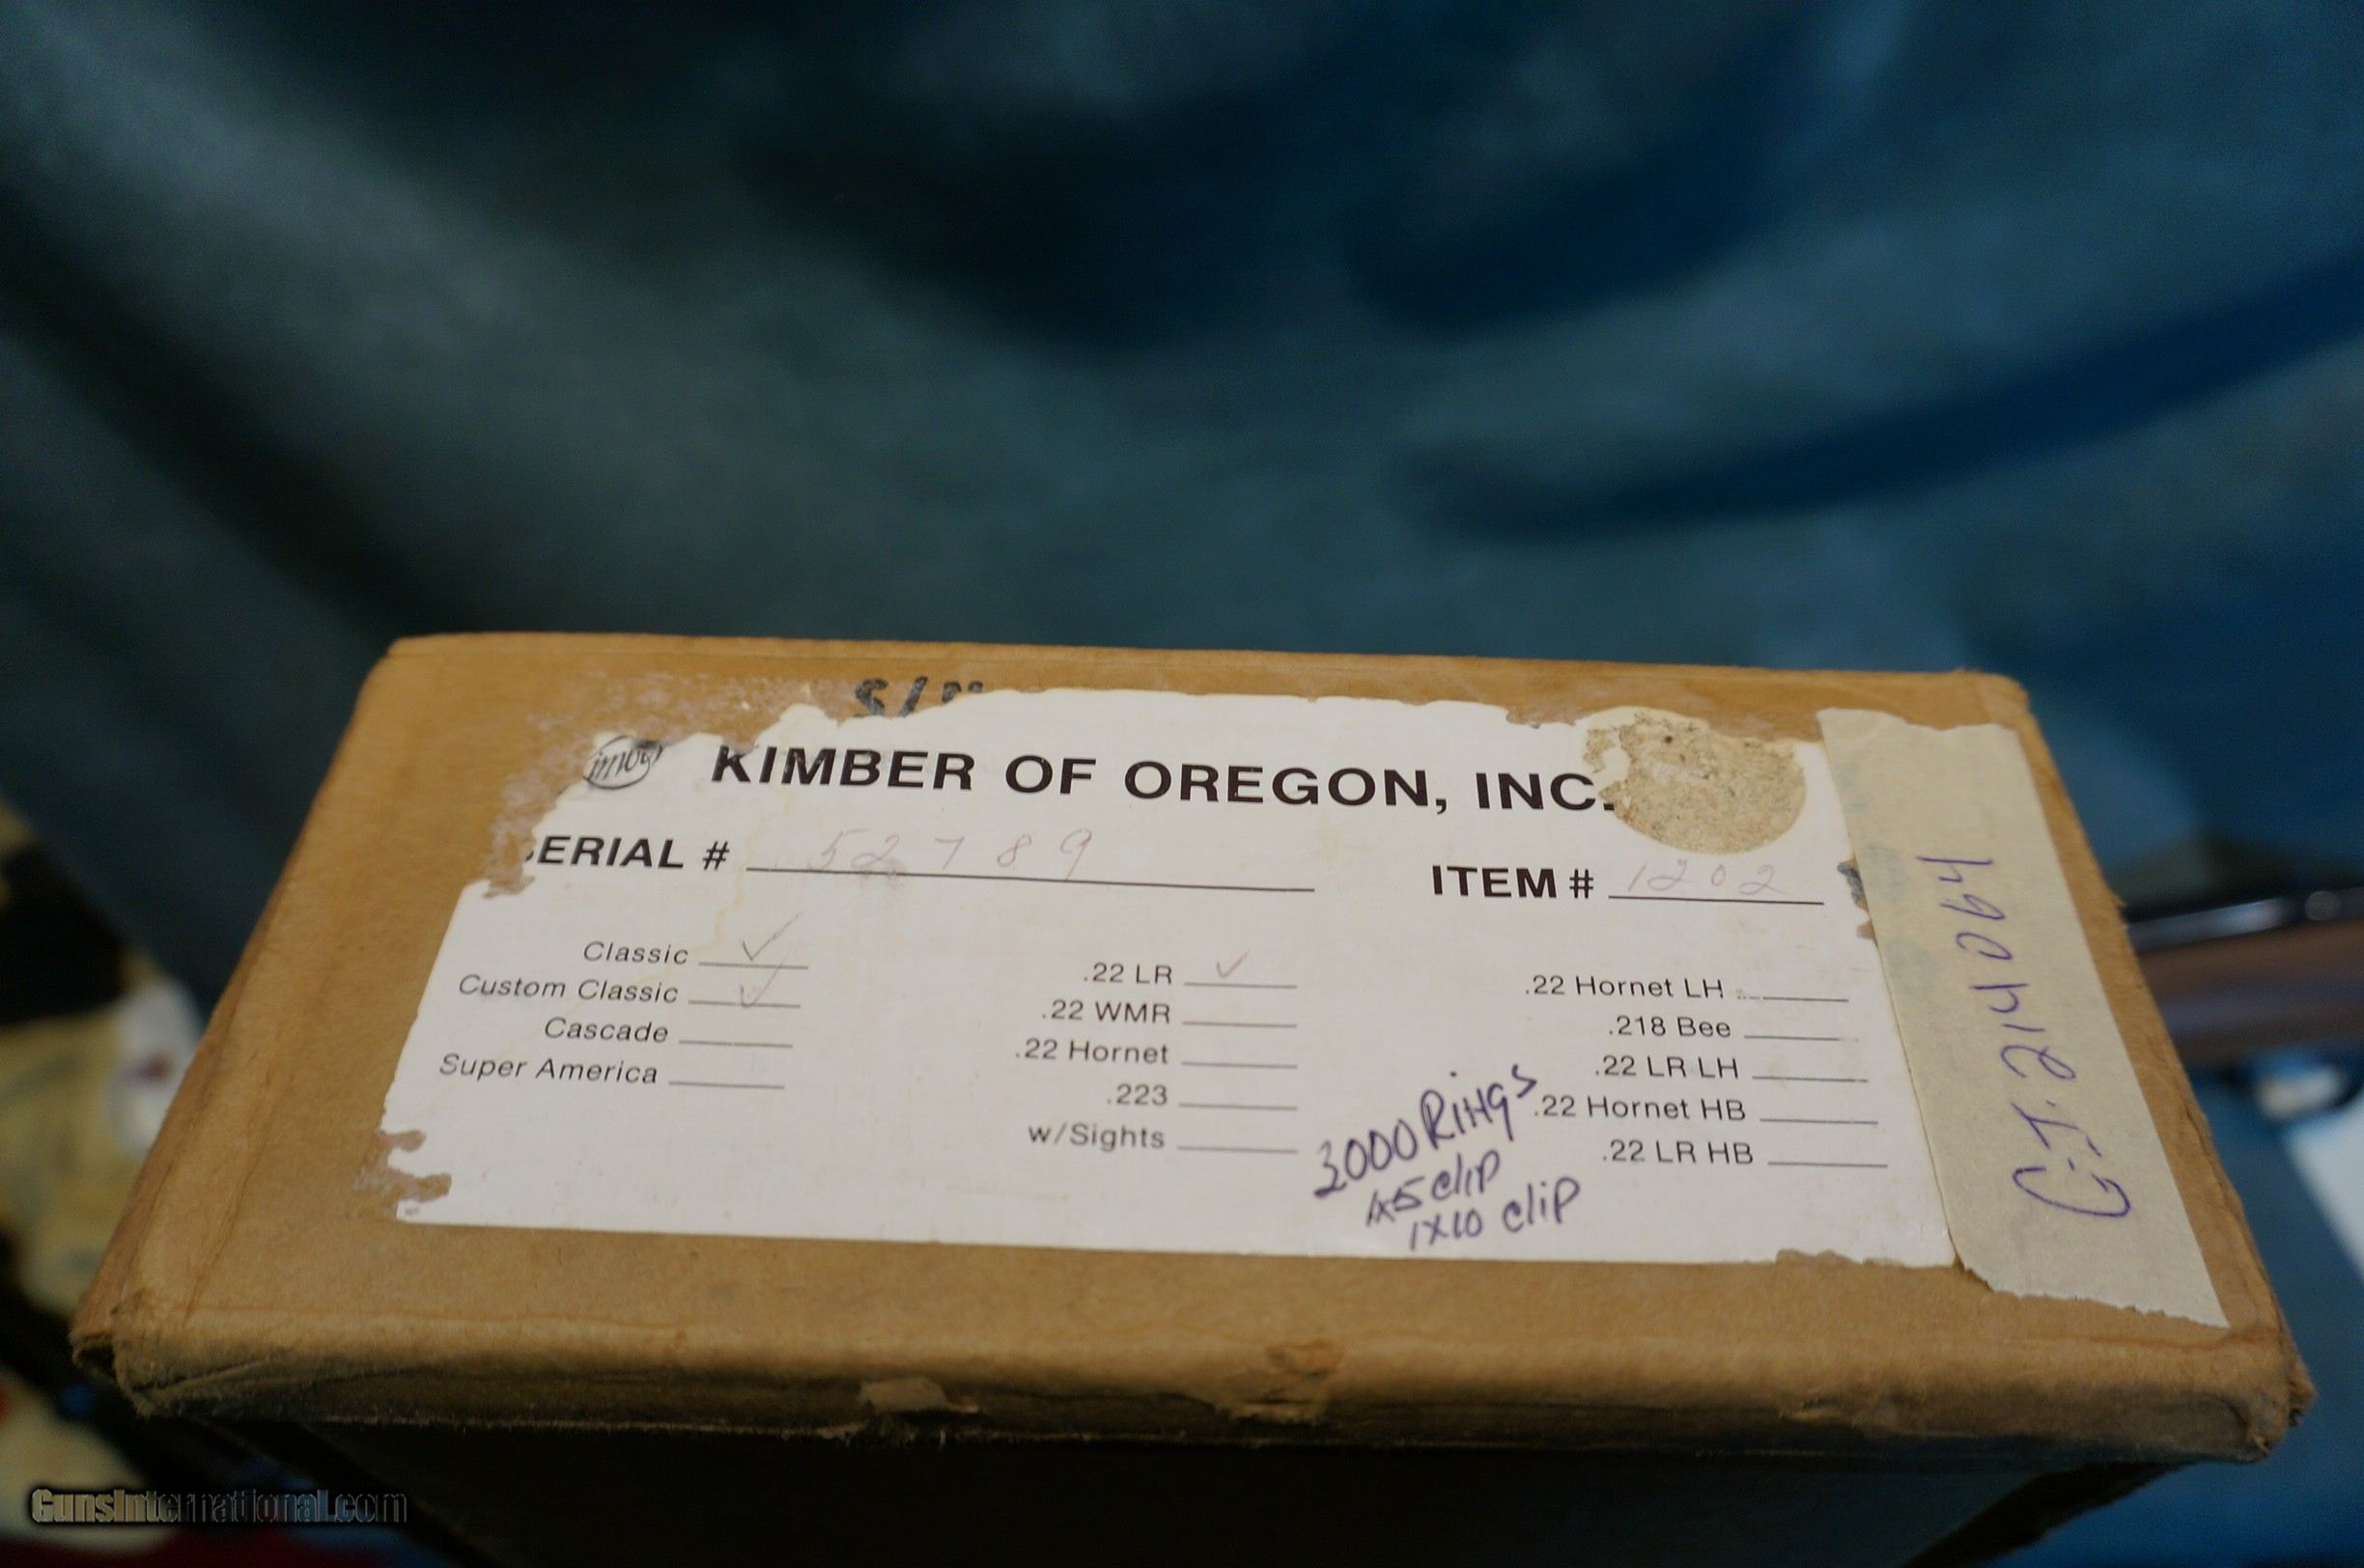 S/N
KIMBER OF OREGON, INC.
ERIAL # 52789
ITEM # 1202
Classic ✓
Custom Classic ✓
Cascade
Super America
.22 LR ✓
.22 WMR
.22 Hornet
.223
w/Sights
.22 Hornet LH
.218 Bee
.22 LR LH
.22 Hornet HB
.22 LR HB
3000 Rings
1x5 clip
1x10 clip
214064
GunsInternational.com